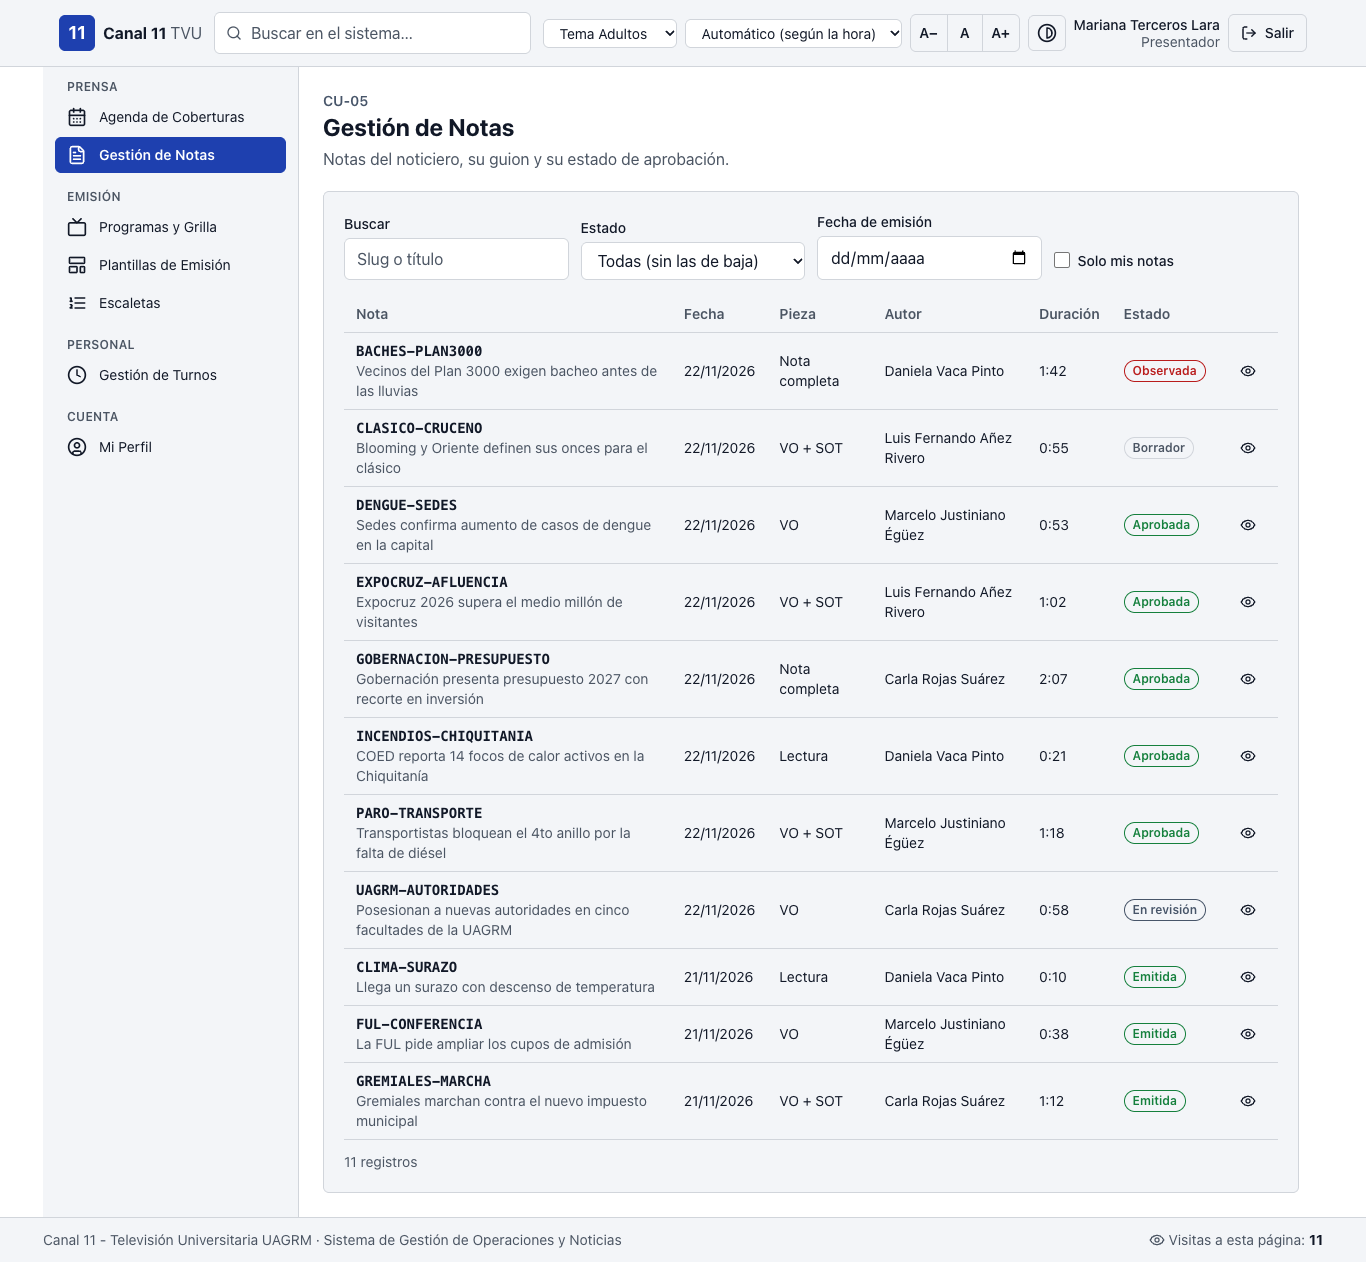 11 Canal 11 TVU
Buscar en el sistema...
Tema Adultos
Automático (según la hora)
A− A A+
Mariana Terceros Lara
Presentador
Salir
PRENSA
Agenda de Coberturas
Gestión de Notas
EMISIÓN
Programas y Grilla
Plantillas de Emisión
Escaletas
PERSONAL
Gestión de Turnos
CUENTA
Mi Perfil
CU-05
Gestión de Notas
Notas del noticiero, su guion y su estado de aprobación.
Buscar
Slug o título
Estado
Todas (sin las de baja)
Fecha de emisión
dd/mm/aaaa
Solo mis notas
Nota Fecha Pieza Autor Duración Estado
BACHES-PLAN3000
Vecinos del Plan 3000 exigen bacheo antes de
las lluvias
22/11/2026
Nota
completa
Daniela Vaca Pinto
1:42
Observada
CLASICO-CRUCENO
Blooming y Oriente definen sus onces para el
clásico
22/11/2026
VO + SOT
Luis Fernando Añez
Rivero
0:55
Borrador
DENGUE-SEDES
Sedes confirma aumento de casos de dengue
en la capital
22/11/2026
VO
Marcelo Justiniano
Égüez
0:53
Aprobada
EXPOCRUZ-AFLUENCIA
Expocruz 2026 supera el medio millón de
visitantes
22/11/2026
VO + SOT
Luis Fernando Añez
Rivero
1:02
Aprobada
GOBERNACION-PRESUPUESTO
Gobernación presenta presupuesto 2027 con
recorte en inversión
22/11/2026
Nota
completa
Carla Rojas Suárez
2:07
Aprobada
INCENDIOS-CHIQUITANIA
COED reporta 14 focos de calor activos en la
Chiquitanía
22/11/2026
Lectura
Daniela Vaca Pinto
0:21
Aprobada
PARO-TRANSPORTE
Transportistas bloquean el 4to anillo por la
falta de diésel
22/11/2026
VO + SOT
Marcelo Justiniano
Égüez
1:18
Aprobada
UAGRM-AUTORIDADES
Posesionan a nuevas autoridades en cinco
facultades de la UAGRM
22/11/2026
VO
Carla Rojas Suárez
0:58
En revisión
CLIMA-SURAZO
Llega un surazo con descenso de temperatura
21/11/2026
Lectura
Daniela Vaca Pinto
0:10
Emitida
FUL-CONFERENCIA
La FUL pide ampliar los cupos de admisión
21/11/2026
VO
Marcelo Justiniano
Égüez
0:38
Emitida
GREMIALES-MARCHA
Gremiales marchan contra el nuevo impuesto
municipal
21/11/2026
VO + SOT
Carla Rojas Suárez
1:12
Emitida
11 registros
Canal 11 - Televisión Universitaria UAGRM · Sistema de Gestión de Operaciones y Noticias
Visitas a esta página: 11